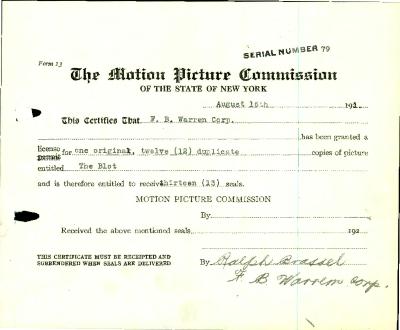 SERIAL NUMBER 79
Form 13
The Motion Picture Commission
OF THE STATE OF NEW YORK
August 15th 192
This Certifies That F. B. Warren Corp.
has been granted a
license
permit for one original, twelve (12) duplicate copies of picture
entitled The Blot
and is therefore entitled to receive thirteen (13) seals.
MOTION PICTURE COMMISSION
By
Received the above mentioned seals 192
THIS CERTIFICATE MUST BE RECEIPTED AND
SURRENDERED WHEN SEALS ARE DELIVERED
By Ralph Brassel
F B Warren Corp.